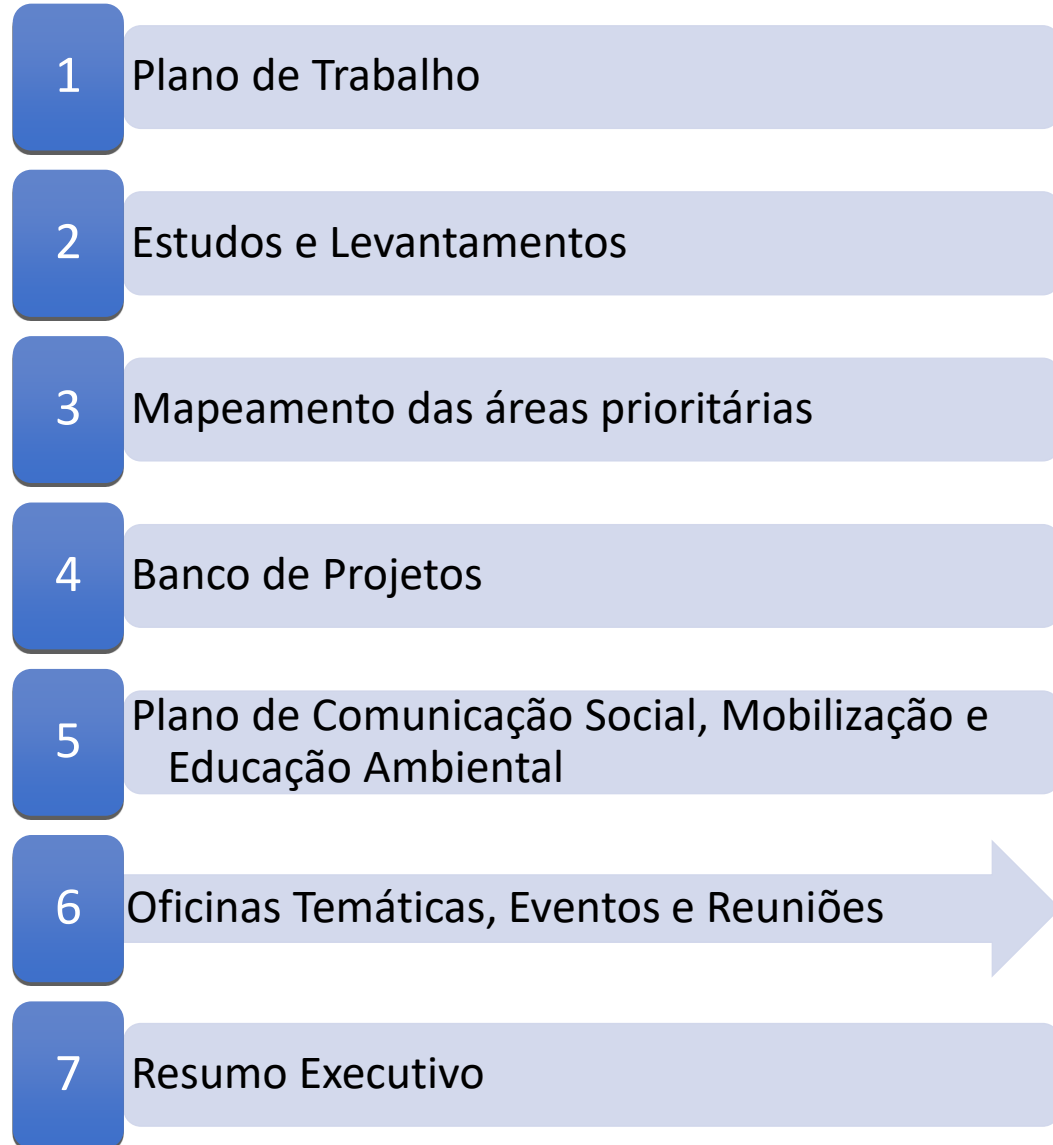 1 Plano de Trabalho
2 Estudos e Levantamentos
3 Mapeamento das áreas prioritárias
4 Banco de Projetos
5 Plano de Comunicação Social, Mobilização e
Educação Ambiental
6 Oficinas Temáticas, Eventos e Reuniões
7 Resumo Executivo